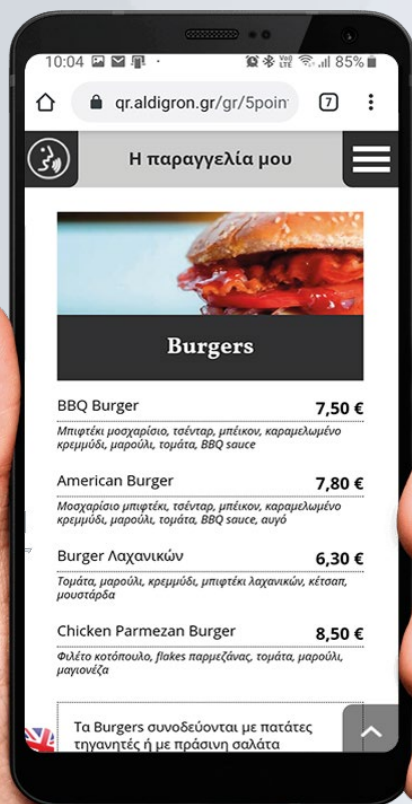 10:04
85%
qr.aldigron.gr/gr/5poin
7
Η παραγγελία μου
Burgers
BBQ Burger 7,50 €
Μπιφτέκι μοσχαρίσιο, τσένταρ, μπέικον, καραμελωμένο
κρεμμύδι, μαρούλι, τομάτα, BBQ sauce
American Burger 7,80 €
Μοσχαρίσιο μπιφτέκι, τσένταρ, μπέικον, καραμελωμένο
κρεμμύδι, μαρούλι, τομάτα, BBQ sauce, αυγό
Burger Λαχανικών 6,30 €
Τομάτα, μαρούλι, κρεμμύδι, μπιφτέκι λαχανικών, κέτσαπ,
μουστάρδα
Chicken Parmezan Burger 8,50 €
Φιλέτο κοτόπουλο, flakes παρμεζάνας, τομάτα, μαρούλι,
μαγιονέζα
Τα Burgers συνοδεύονται με πατάτες
τηγανητές ή με πράσινη σαλάτα